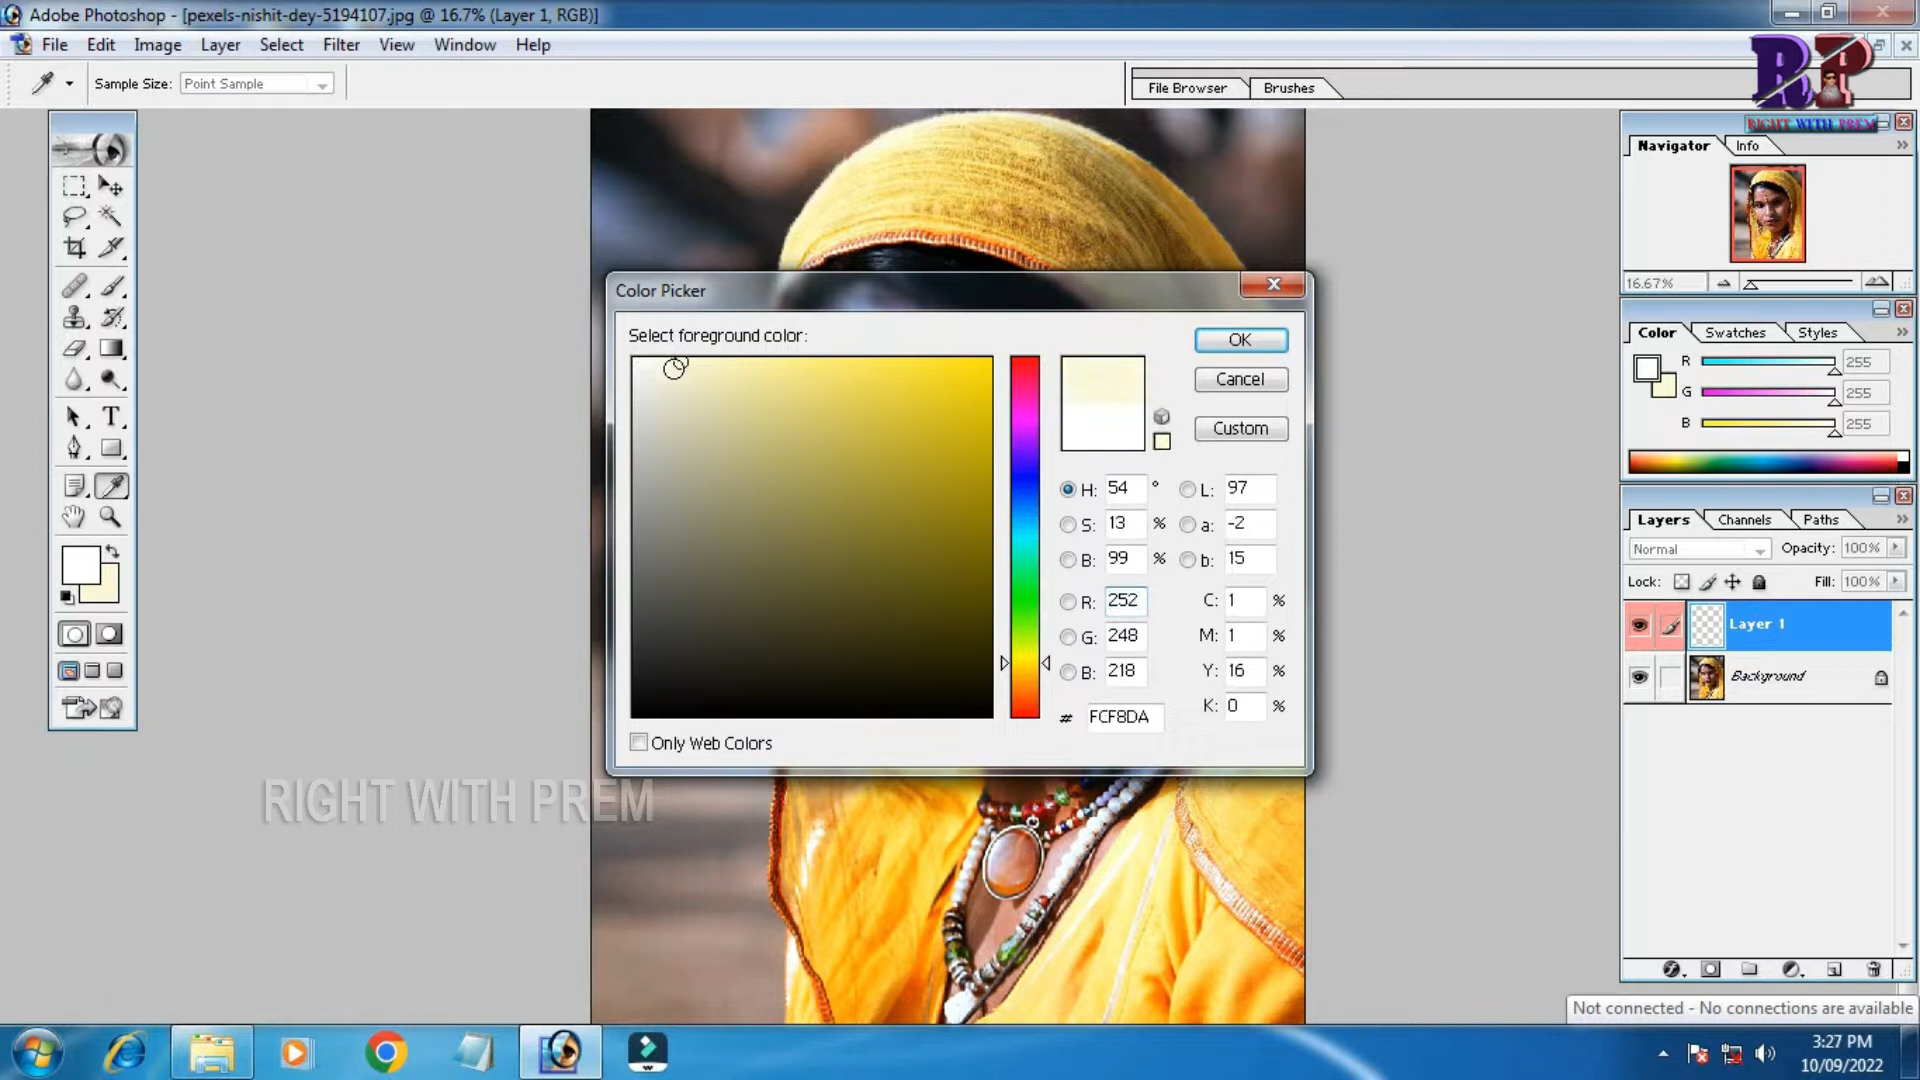 Adobe Photoshop - [pexels-nishit-dey-5194107.jpg @ 16.7% (Layer 1, RGB)]
File Edit Image Layer Select Filter View Window Help
Sample Size: Point Sample
File Browser Brushes
RP
RIGHT WITH PREM
Navigator Info
16.67%
Color Swatches Styles
R 255
G 255
B 255
Layers Channels Paths
Normal Opacity: 100%
Lock: Fill: 100%
Layer 1
Background
T
Color Picker
Select foreground color:
OK
Cancel
Custom
H: 54 ° L: 97
S: 13 % a: -2
B: 99 % b: 15
R: 252 C: 1 %
G: 248 M: 1 %
B: 218 Y: 16 %
# FCF8DA K: 0 %
Only Web Colors
RIGHT WITH PREM
Not connected - No connections are available
3:27 PM
10/09/2022